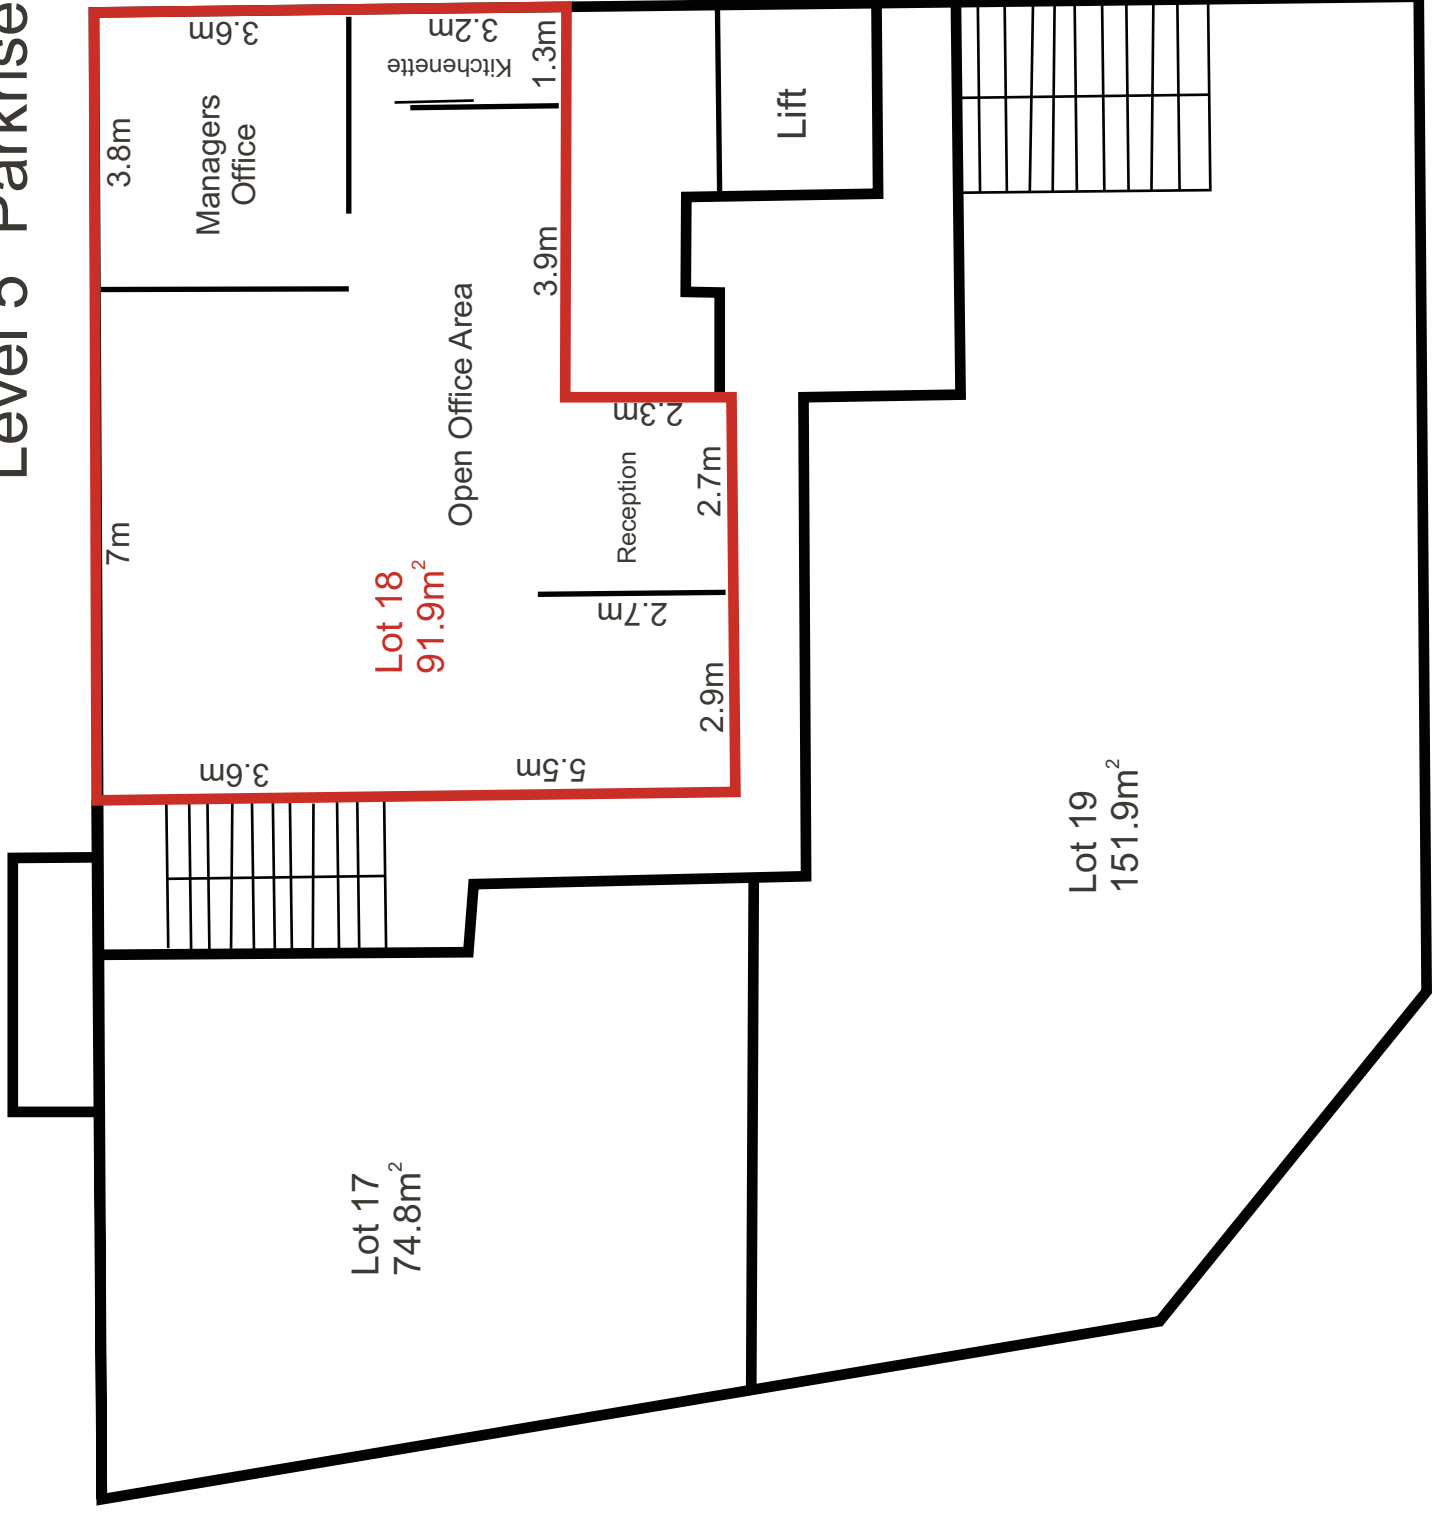 Level 5 Parkrise
3.6m
3.2m
Kitchenette
1.3m
3.8m
Managers
Office
Lift
3.9m
Open Office Area
2.3m
2.7m
Reception
7m
Lot 18
91.9m²
2.7m
2.9m
3.6m
5.5m
Lot 19
151.9m²
Lot 17
74.8m²